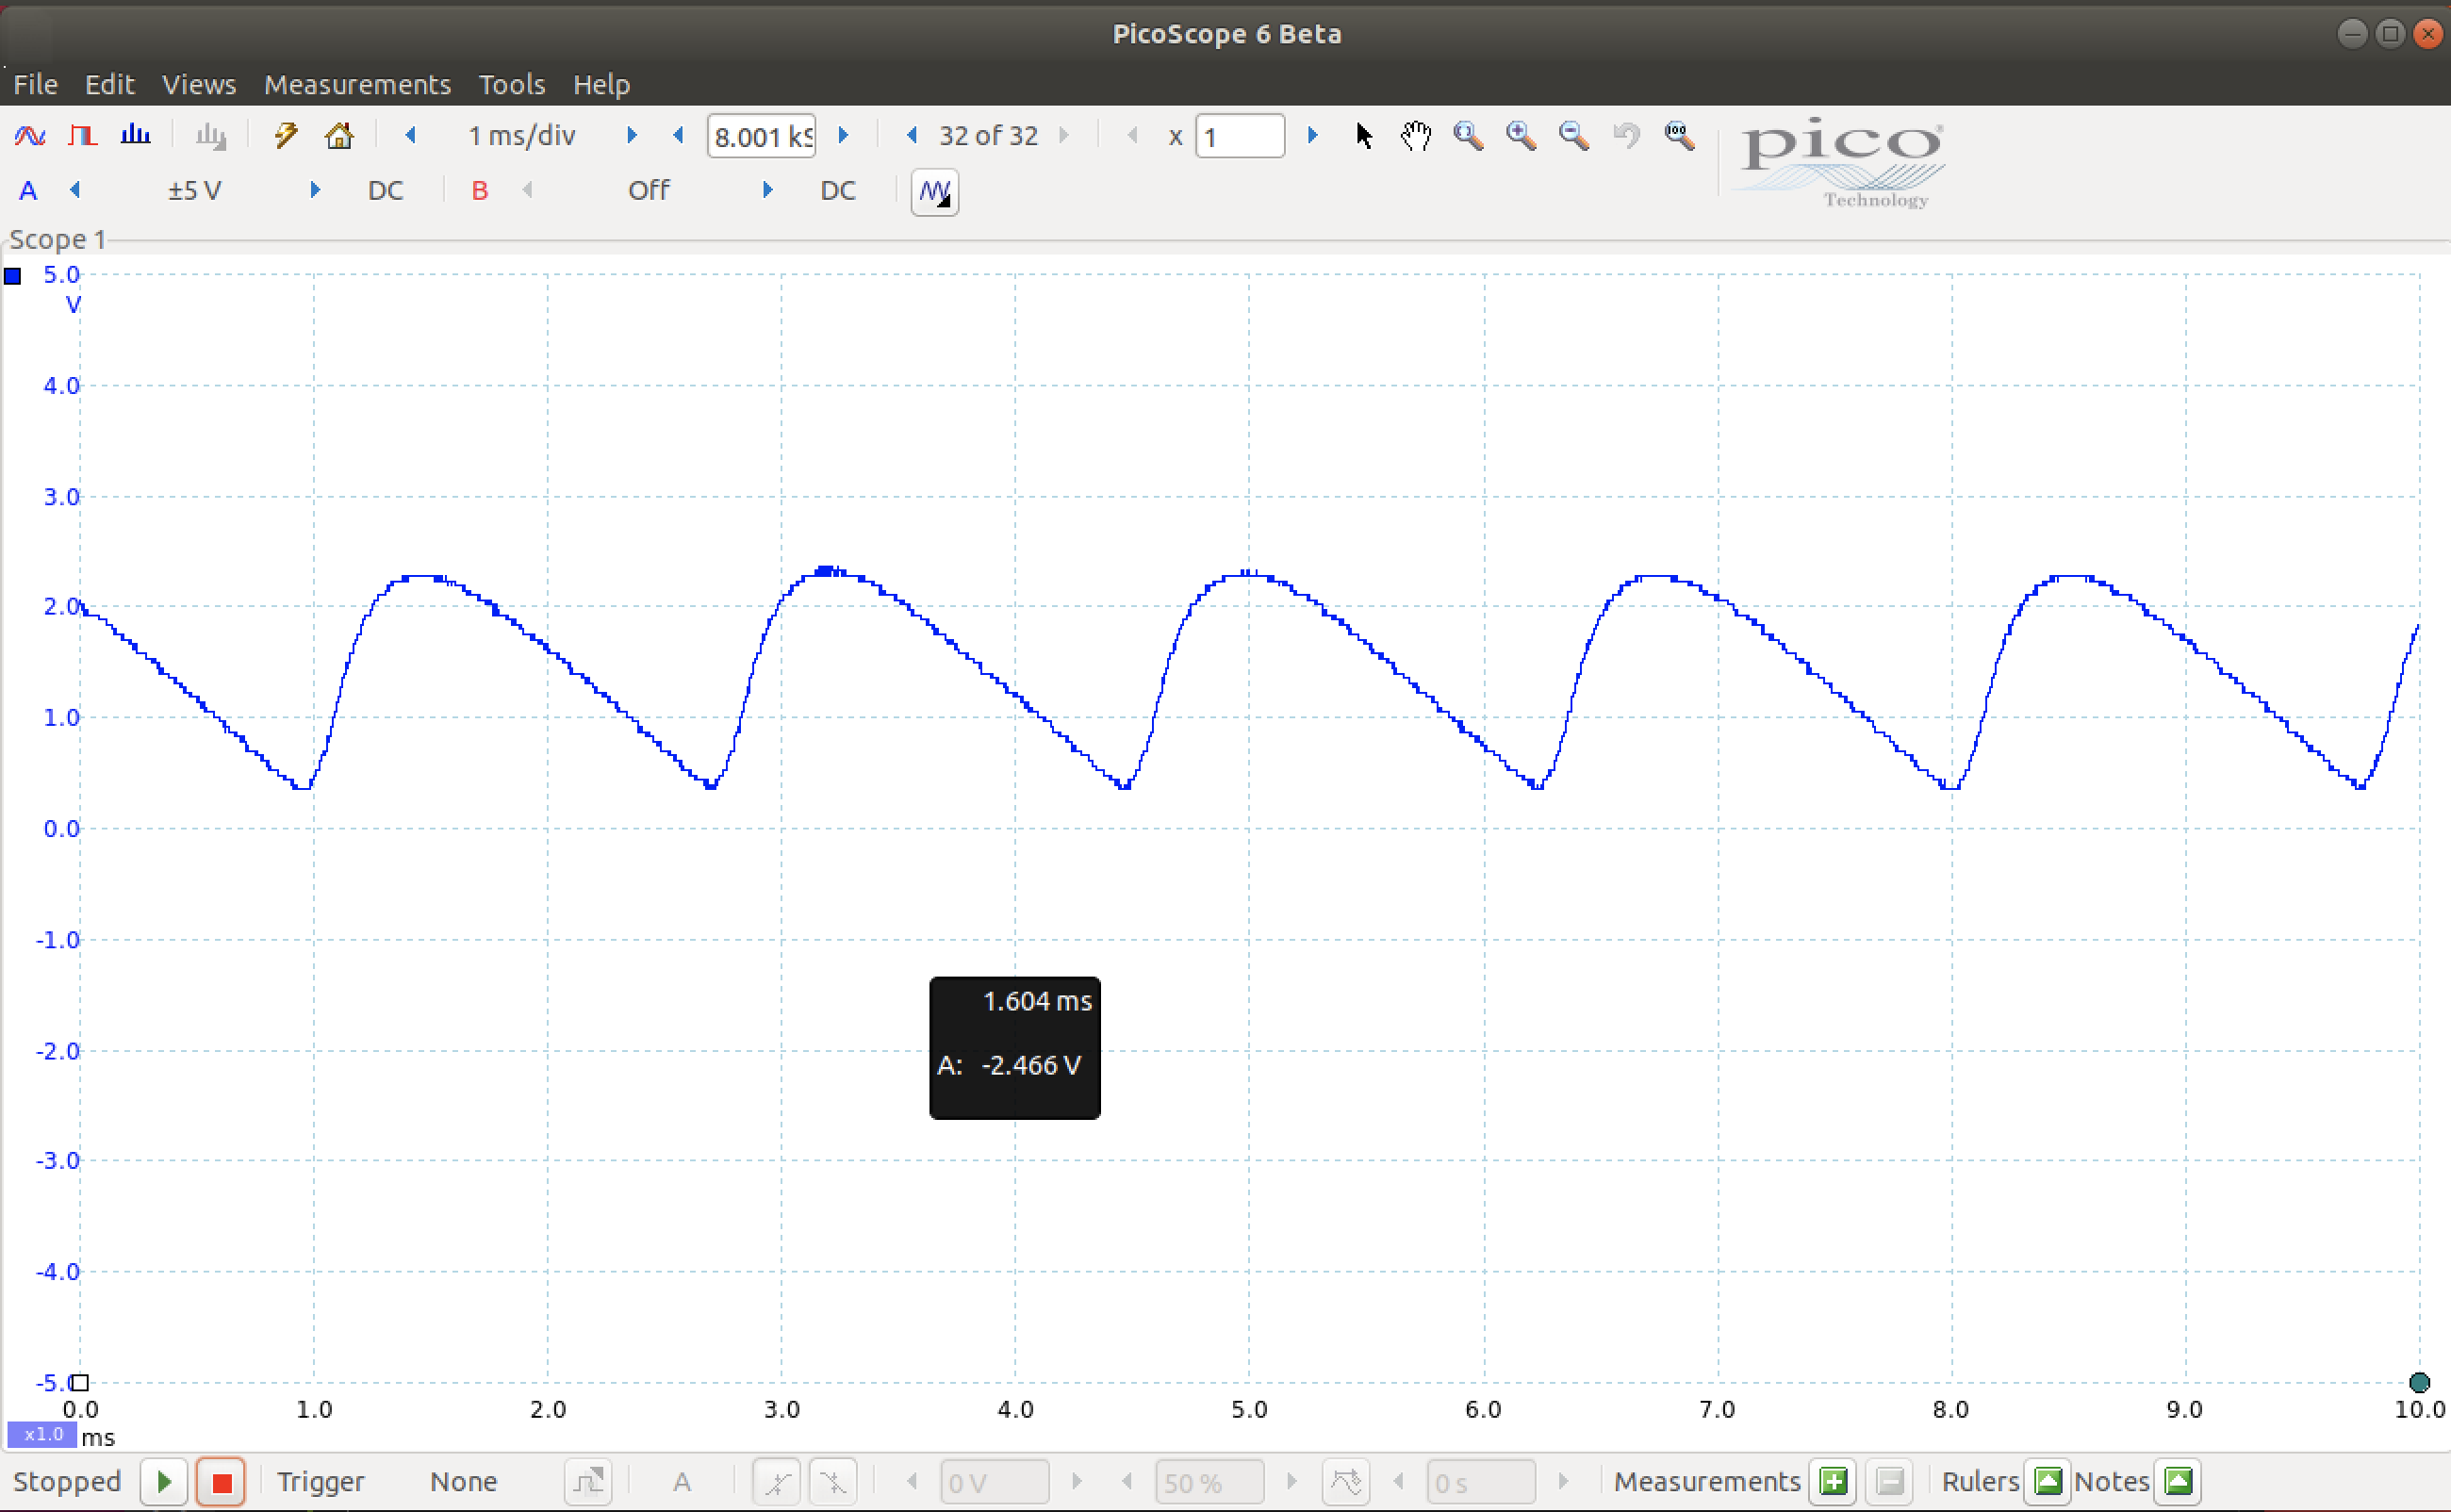 PicoScope 6 Beta
File Edit Views Measurements Tools Help
1 ms/div 8.001 kS 32 of 32 x 1
pico
Technology
A ±5 V DC B Off DC
Scope 1
5.0
V
4.0
3.0
2.0
1.0
0.0
-1.0
-2.0
-3.0
-4.0
-5.0
1.604 ms
A: -2.466 V
0.0 1.0 2.0 3.0 4.0 5.0 6.0 7.0 8.0 9.0 10.0
x1.0 ms
Stopped Trigger None A 0 V 50 % 0 s Measurements Rulers Notes